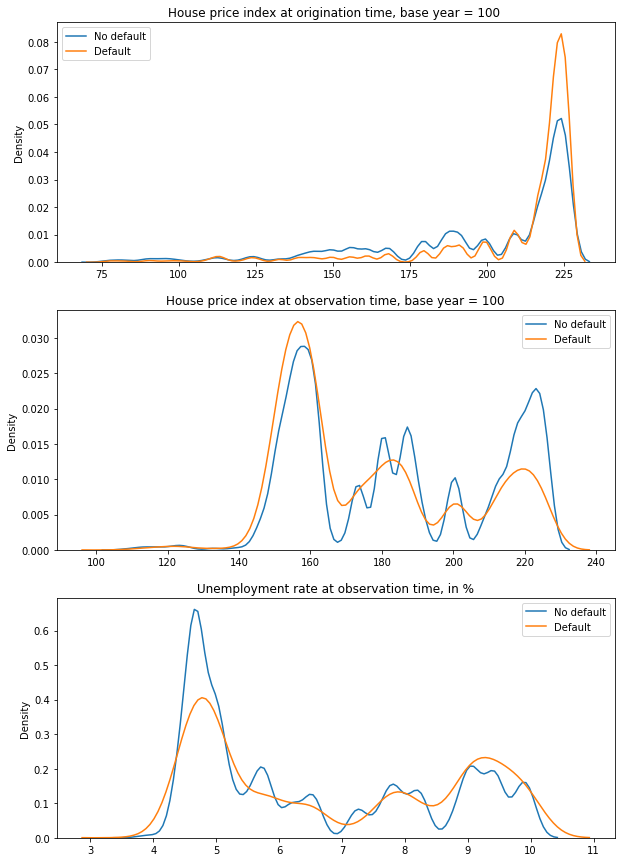 House price index at origination time, base year = 100
No default
Default
Density
0.08
0.07
0.06
0.05
0.04
0.03
0.02
0.01
0.00
75 100 125 150 175 200 225
House price index at observation time, base year = 100
No default
Default
Density
0.030
0.025
0.020
0.015
0.010
0.005
0.000
100 120 140 160 180 200 220 240
Unemployment rate at observation time, in %
No default
Default
Density
0.6
0.5
0.4
0.3
0.2
0.1
0.0
3 4 5 6 7 8 9 10 11